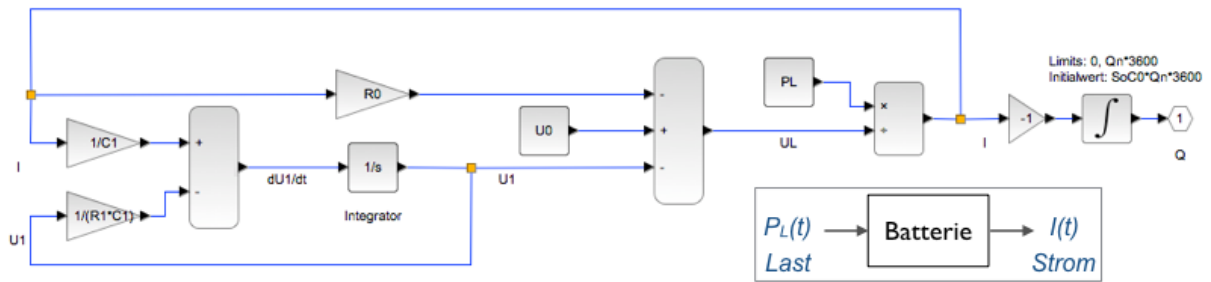 Limits: 0, Qn*3600
Initialwert: SoC0*Qn*3600
PL
R0
-
×
U0
+
÷
-1
∫
1
1/C1
+
UL
I
Q
I
-
dU1/dt
1/s
U1
-
1/(R1*C1)
Integrator
U1
PL(t)
Batterie
I(t)
Last
Strom